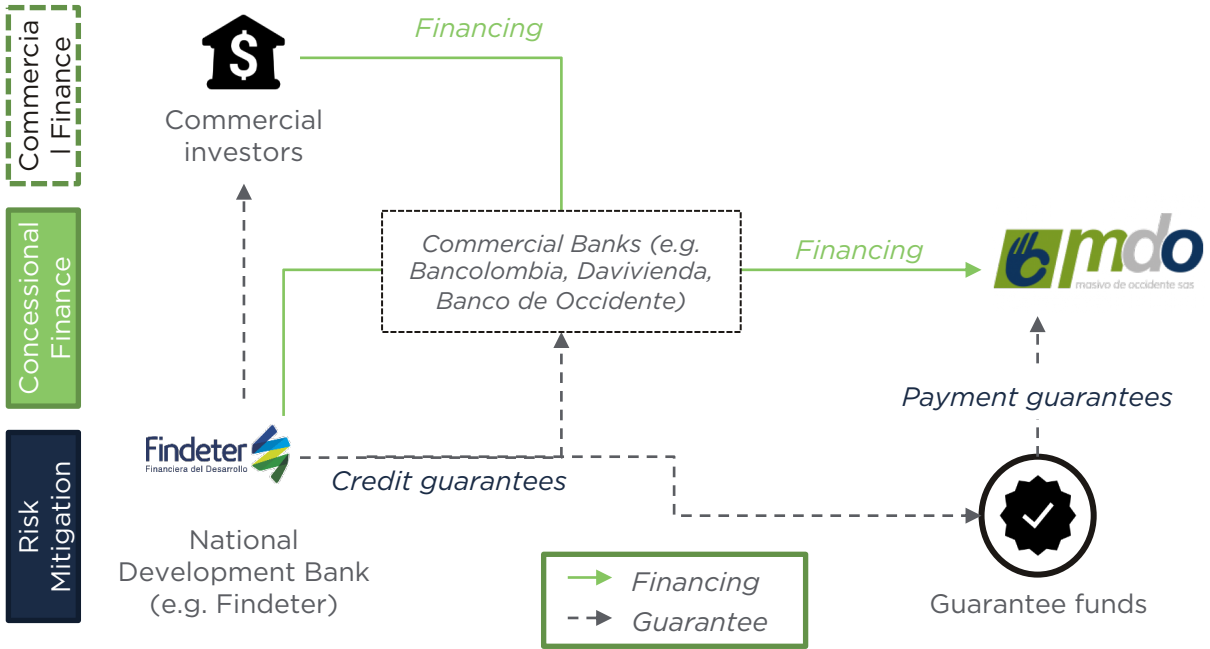 Commercia
l Finance
Concessional
Finance
Risk
Mitigation
$
Commercial
investors
Financing
Commercial Banks (e.g.
Bancolombia, Davivienda,
Banco de Occidente)
Financing
mdo
masivo de occidente sas
Payment guarantees
Findeter
Financiera del Desarrollo
Credit guarantees
National
Development Bank
(e.g. Findeter)
Guarantee funds
Financing
Guarantee